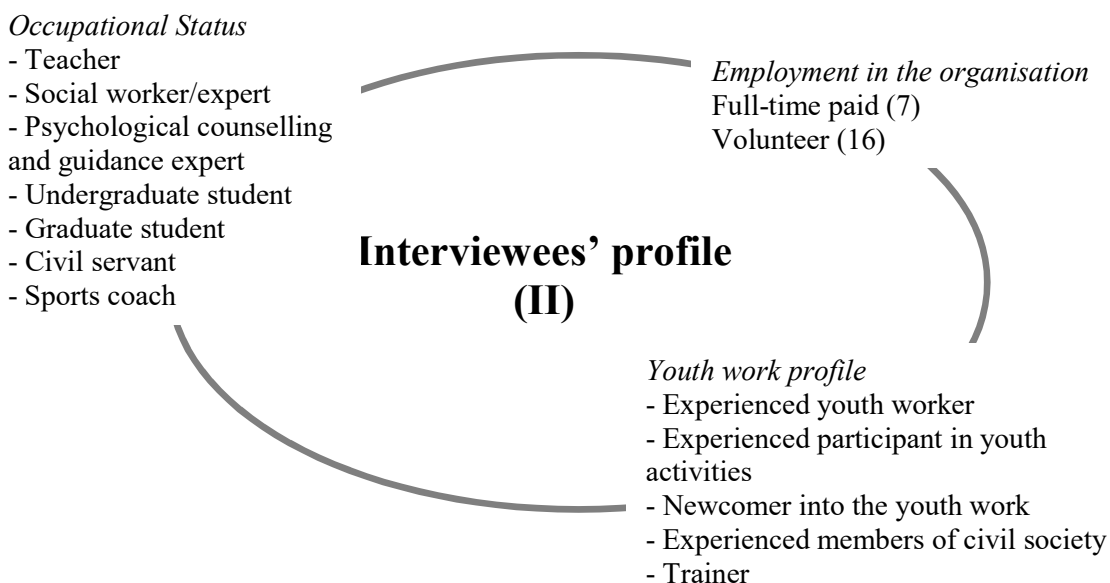 Occupational Status
- Teacher
- Social worker/expert
- Psychological counselling
and guidance expert
- Undergraduate student
- Graduate student
- Civil servant
- Sports coach
Employment in the organisation
Full-time paid (7)
Volunteer (16)
Interviewees’ profile
(II)
Youth work profile
- Experienced youth worker
- Experienced participant in youth
activities
- Newcomer into the youth work
- Experienced members of civil society
- Trainer